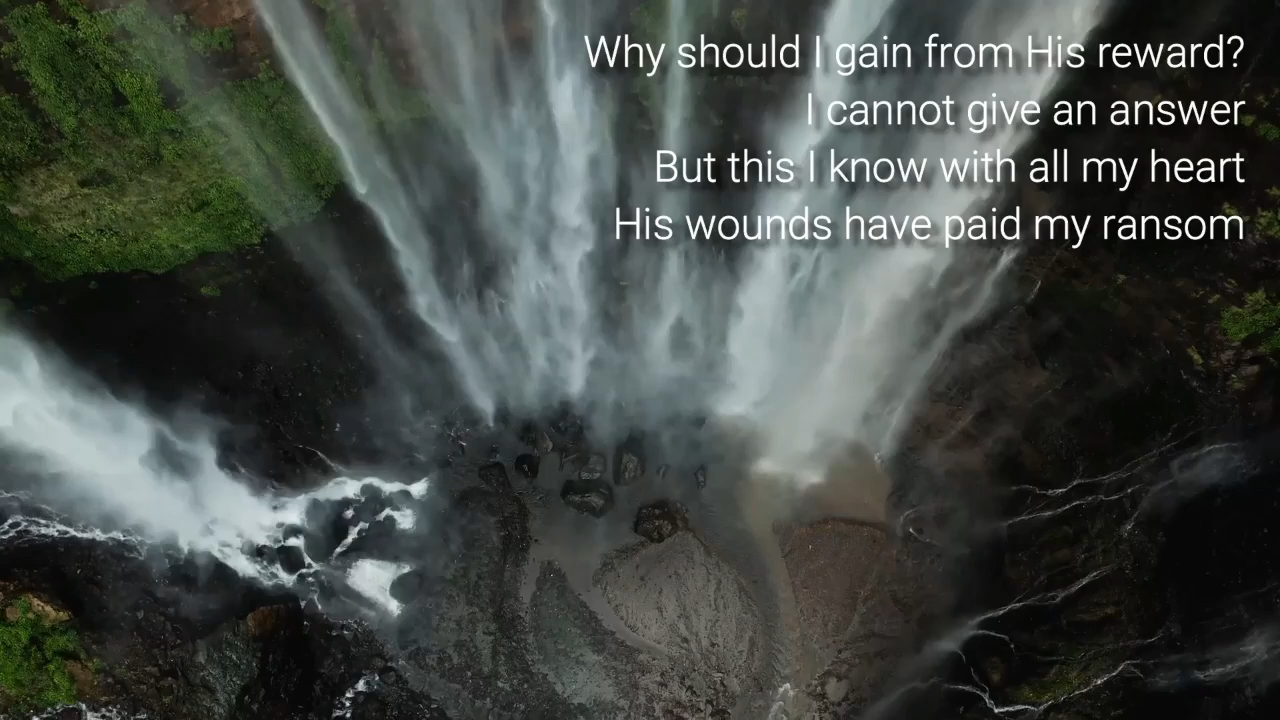 Why should I gain from His reward?
I cannot give an answer
But this I know with all my heart
His wounds have paid my ransom